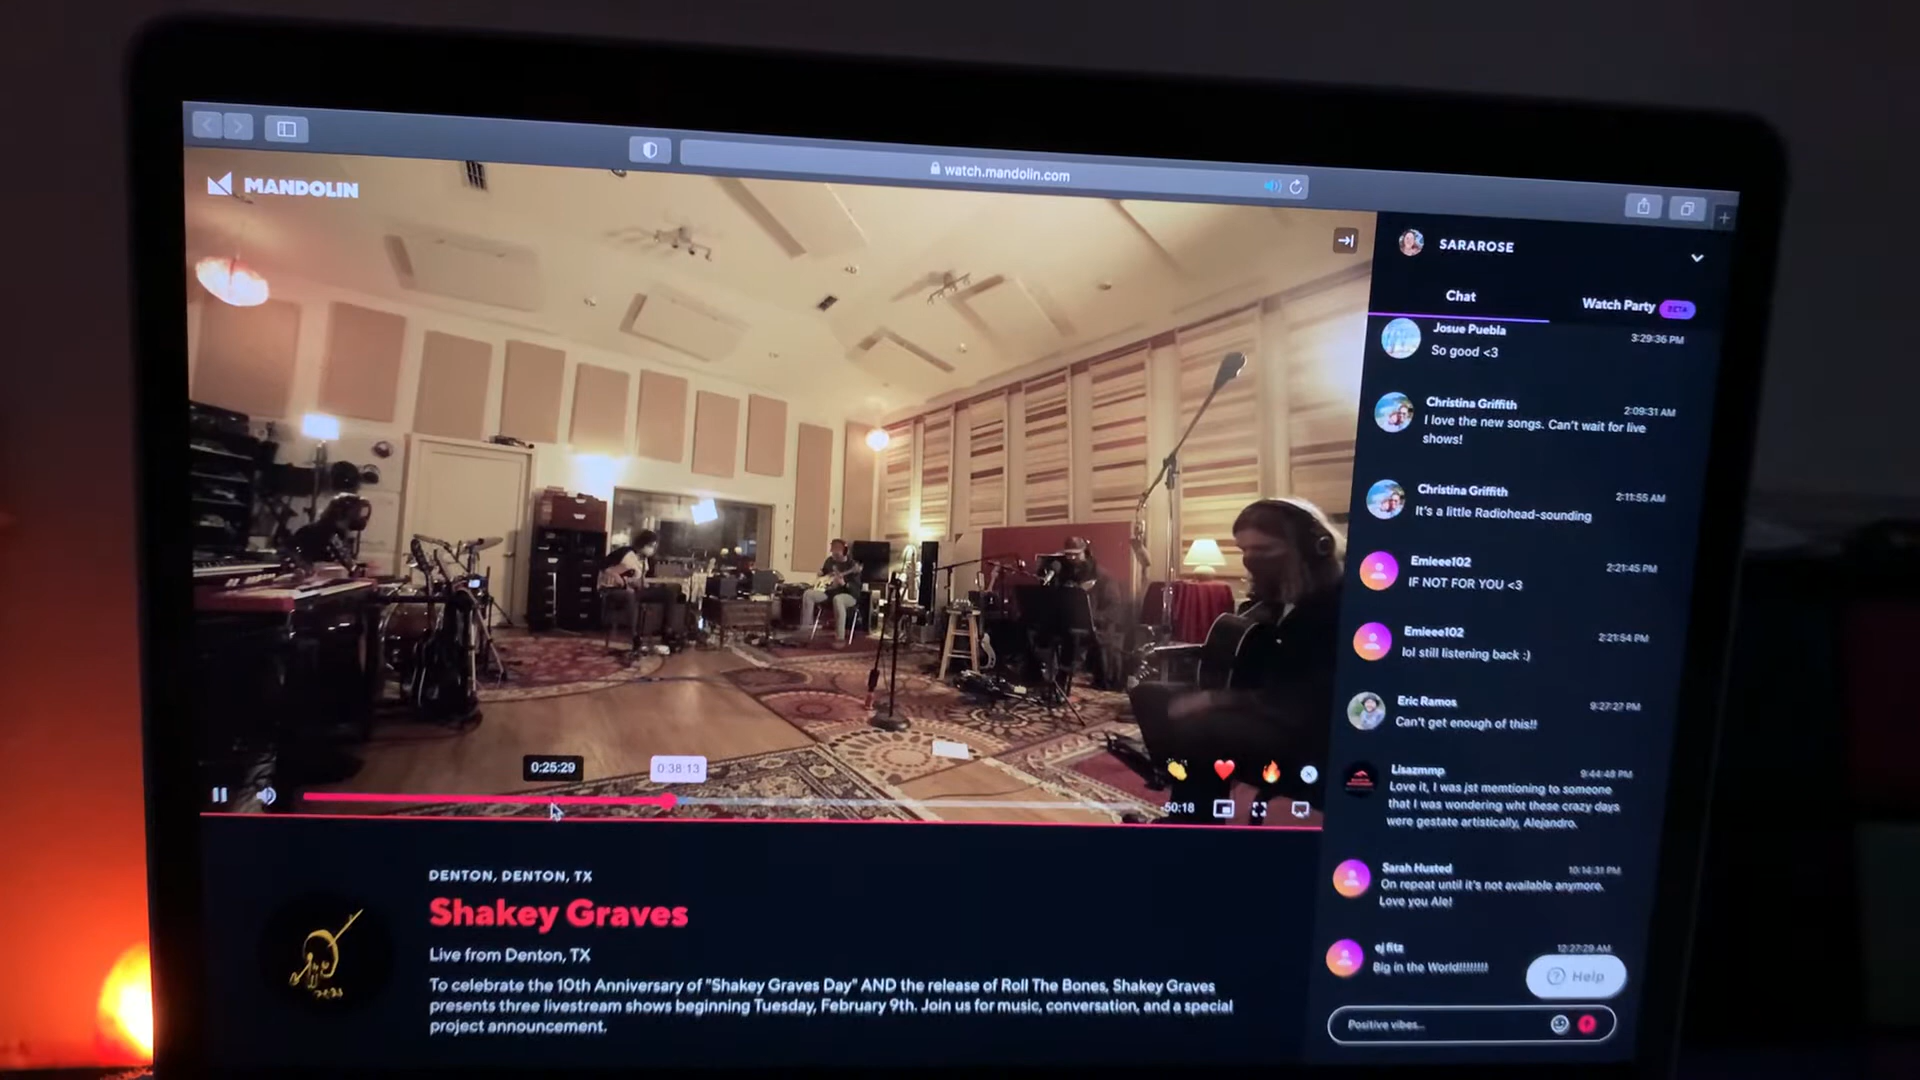 watch.mandolin.com
MANDOLIN
SARAROSE
Chat
Watch Party BETA
Josue Puebla 3:29:36 PM
So good <3
Christina Griffith 2:09:31 AM
I love the new songs. Can't wait for live
shows!
Christina Griffith 2:11:55 AM
It's a little Radiohead-sounding
Emieee102 2:21:45 PM
IF NOT FOR YOU <3
Emieee102 2:21:54 PM
lol still listening back :)
Eric Ramos 9:27:27 PM
Can't get enough of this!!
Lisazmmp 9:44:48 PM
Love it, I was jst memtioning to someone
that I was wondering wht these crazy days
were gestate artistically, Alejandro.
Sarah Husted 10:14:31 PM
On repeat until it's not available anymore.
Love you Ale!
ej fitz 12:27:29 AM
Big in the World!!!!!!!!!
Help
Positive vibes...
0:25:29
0:38:13
-50:18
DENTON, DENTON, TX
Shakey Graves
Live from Denton, TX
To celebrate the 10th Anniversary of "Shakey Graves Day" AND the release of Roll The Bones, Shakey Graves
presents three livestream shows beginning Tuesday, February 9th. Join us for music, conversation, and a special
project announcement.